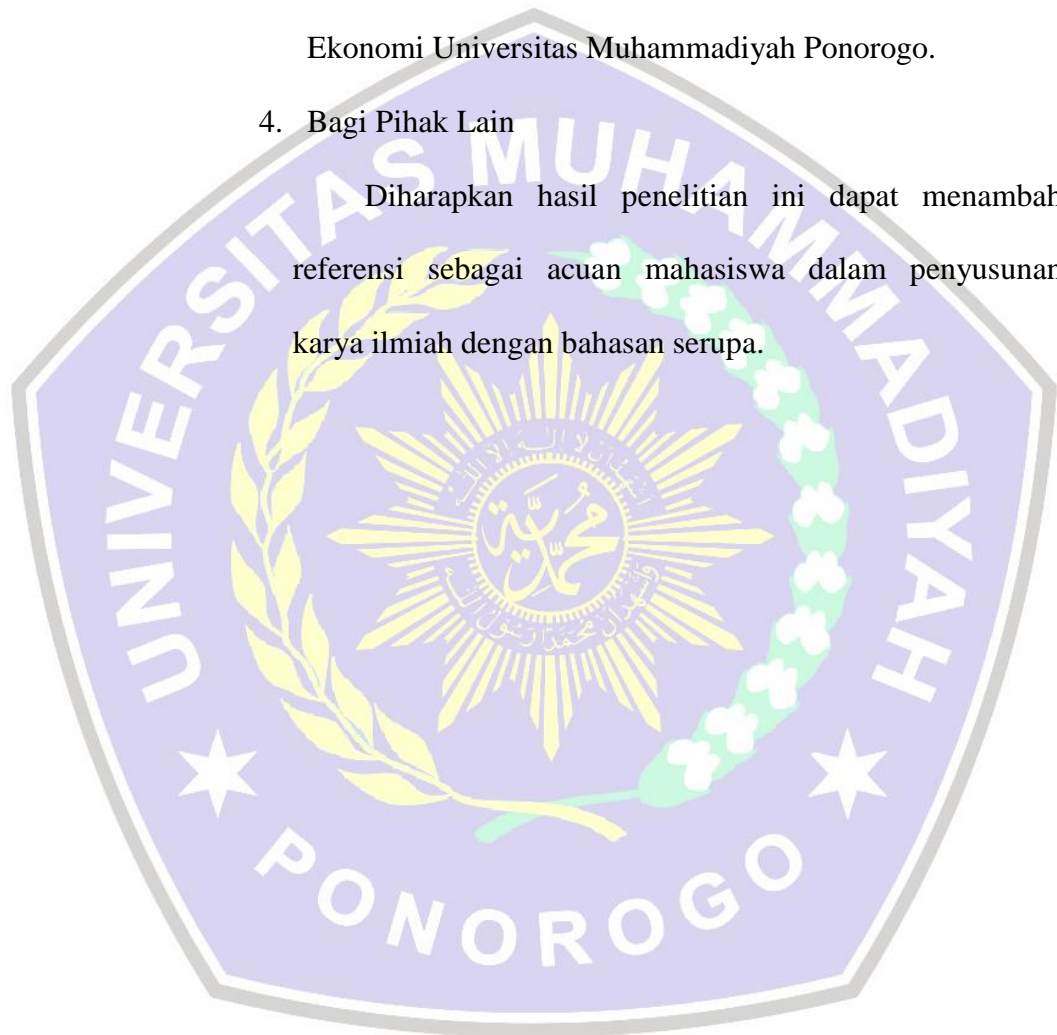 Ekonomi Universitas Muhammadiyah Ponorogo.
4. Bagi Pihak Lain
Diharapkan hasil penelitian ini dapat menambah
referensi sebagai acuan mahasiswa dalam penyusunan
karya ilmiah dengan bahasan serupa.
UNIVERSITAS MUHAMMADIYAH
محمدية
PONOROGO